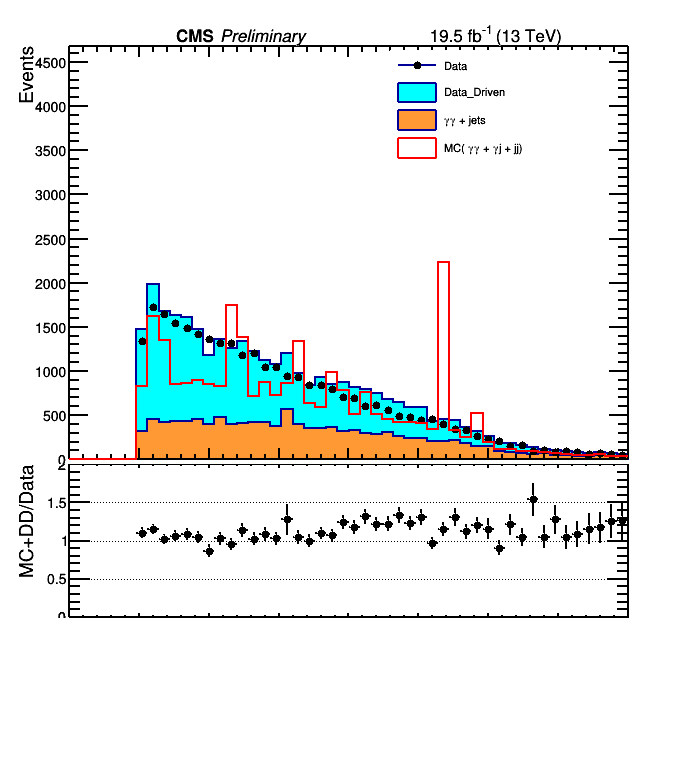 CMS Preliminary 19.5 fb⁻¹ (13 TeV)
Events
4500
4000
3500
3000
2500
2000
1500
1000
500
0
Data
Data_Driven
γγ + jets
MC( γγ + γj + jj)
MC+DD/Data
2
1.5
1
0.5
0